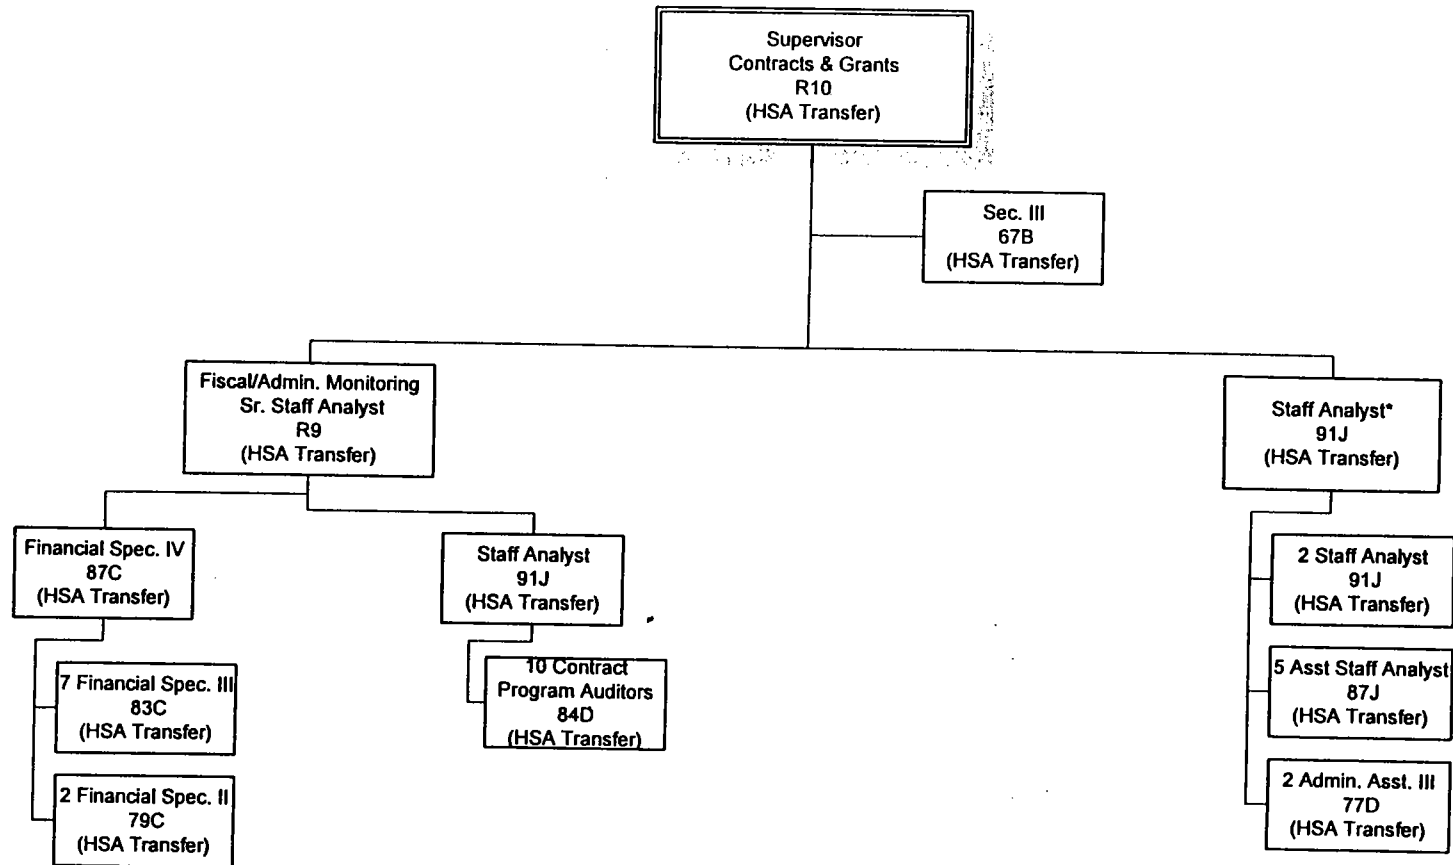 Supervisor
Contracts & Grants
R10
(HSA Transfer)
Sec. III
67B
(HSA Transfer)
Fiscal/Admin. Monitoring
Sr. Staff Analyst
R9
(HSA Transfer)
Staff Analyst*
91J
(HSA Transfer)
Financial Spec. IV
87C
(HSA Transfer)
Staff Analyst
91J
(HSA Transfer)
2 Staff Analyst
91J
(HSA Transfer)
7 Financial Spec. III
83C
(HSA Transfer)
10 Contract
Program Auditors
84D
(HSA Transfer)
5 Asst Staff Analyst
87J
(HSA Transfer)
2 Financial Spec. II
79C
(HSA Transfer)
2 Admin. Asst. III
77D
(HSA Transfer)